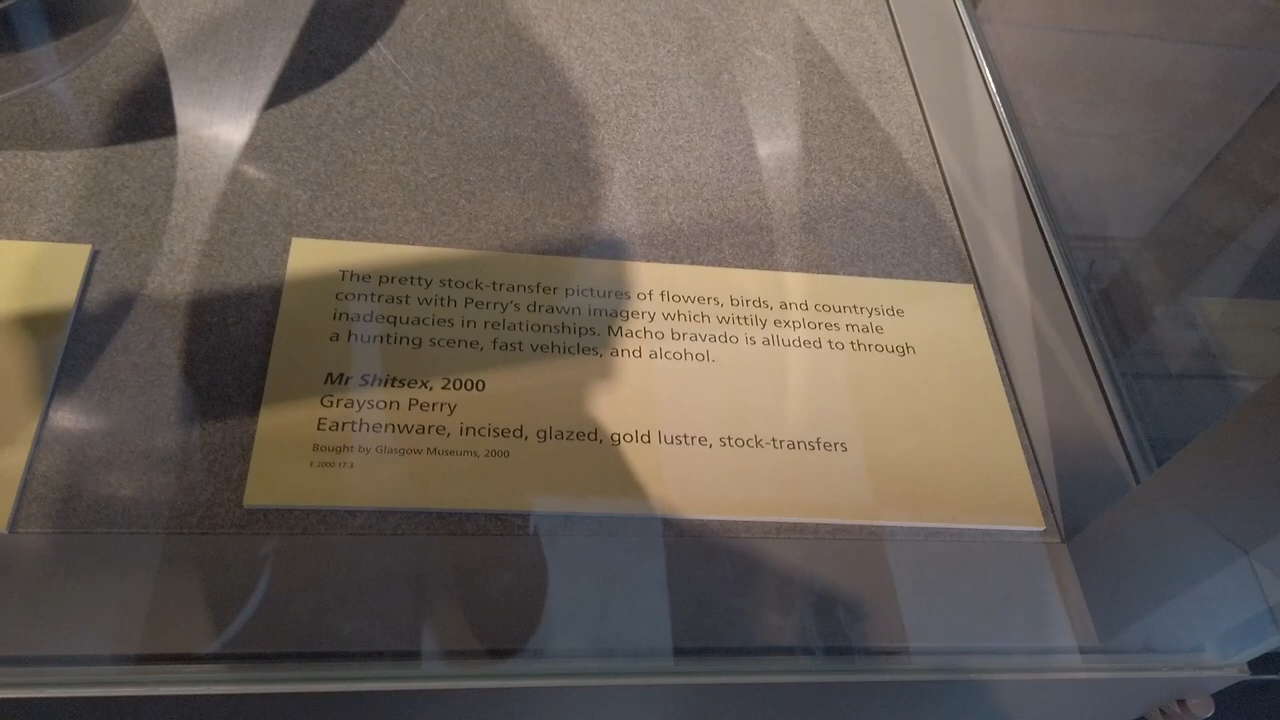 The pretty stock-transfer pictures of flowers, birds, and countryside
contrast with Perry's drawn imagery which wittily explores male
inadequacies in relationships. Macho bravado is alluded to through
a hunting scene, fast vehicles, and alcohol.
Mr Shitsex, 2000
Grayson Perry
Earthenware, incised, glazed, gold lustre, stock-transfers
Bought by Glasgow Museums, 2000
E.2000.17.3